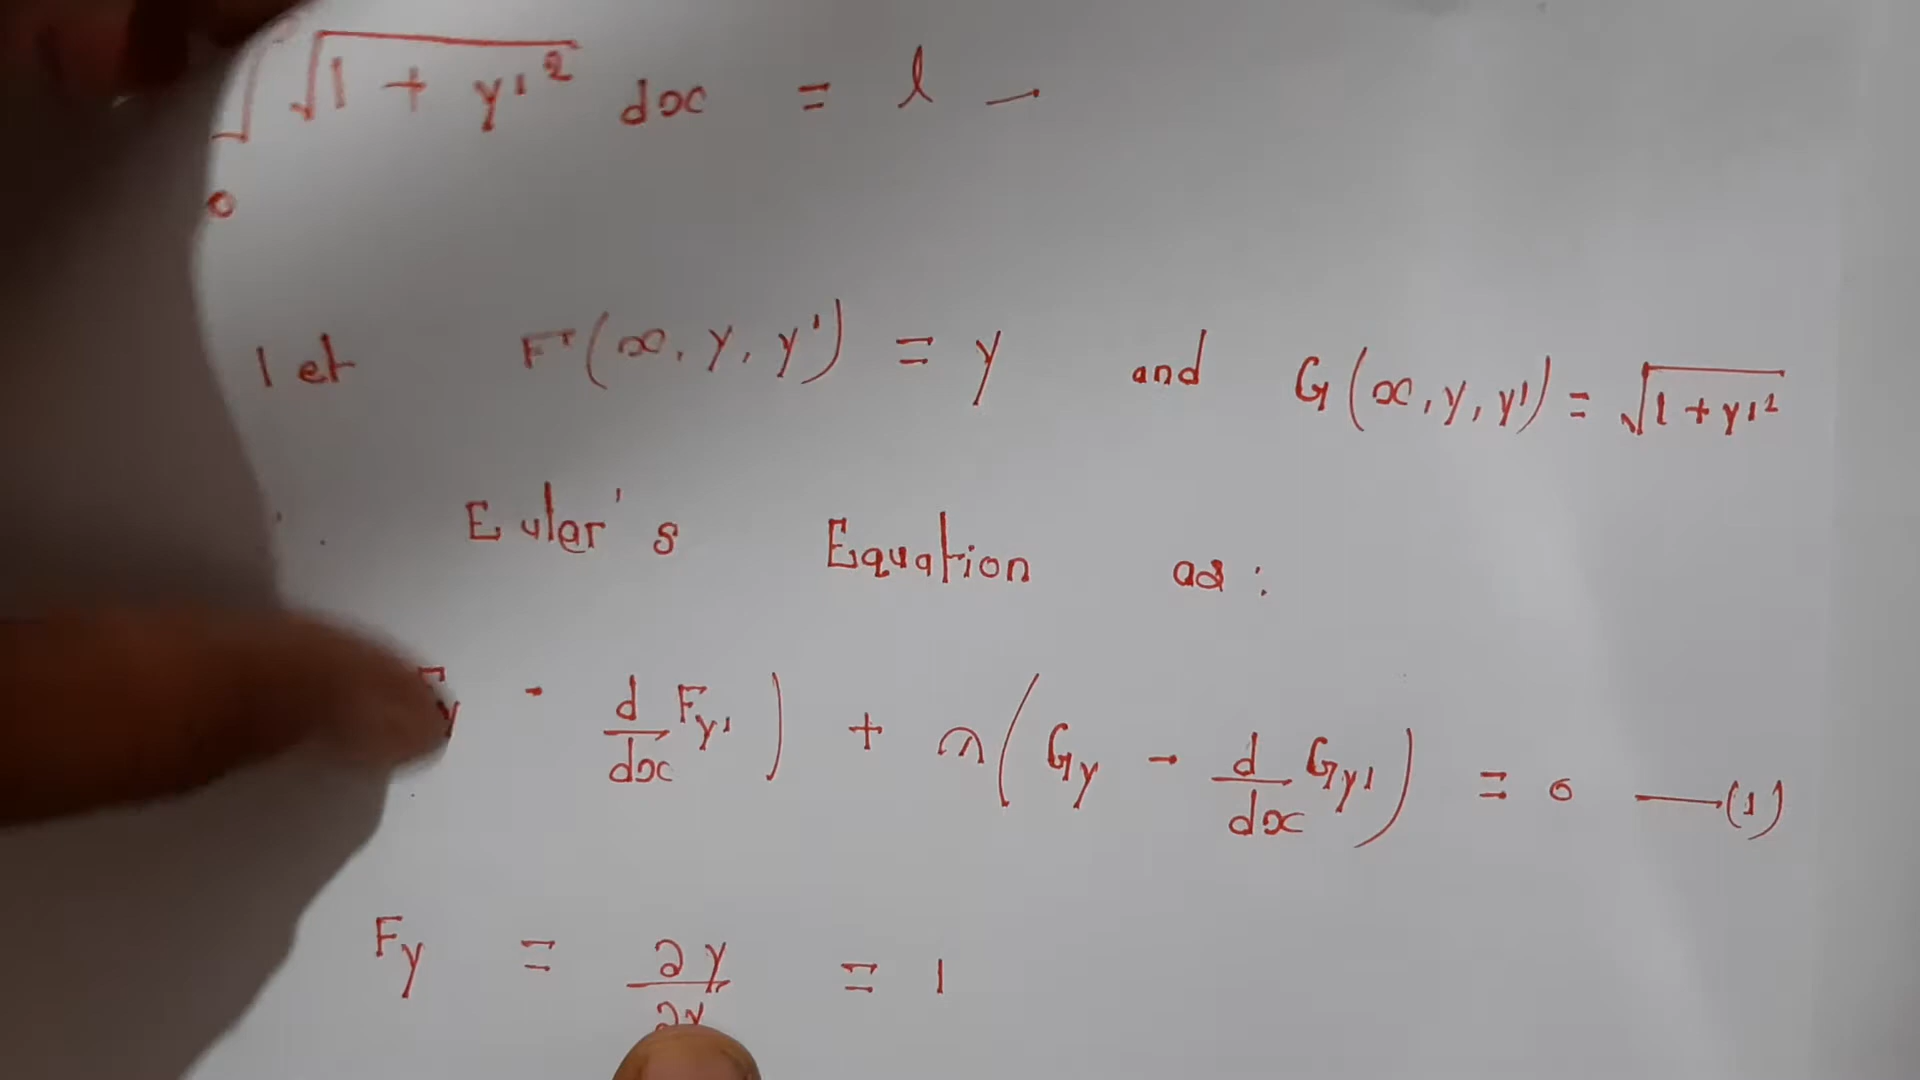 ∫₀ √(1 + y'²) dx = l —
let F(x, y, y') = y and G(x, y, y') = √(1 + y'²)
Euler's Equation as:
Fy - d/dx Fy') + λ(Gy - d/dx Gy') = 0 —(1)
Fy = ∂y/∂y = 1